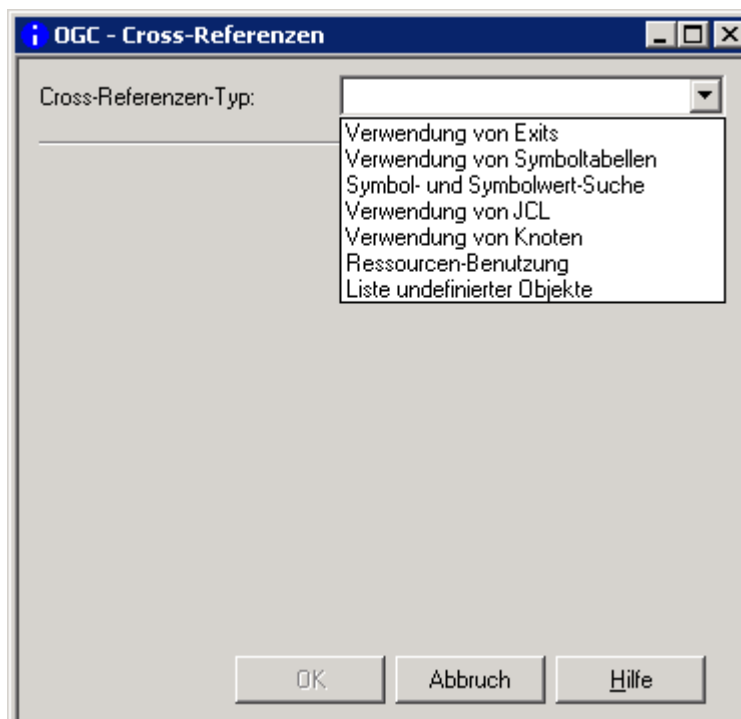 OGC - Cross-Referenzen
Cross-Referenzen-Typ:
Verwendung von Exits
Verwendung von Symboltabellen
Symbol- und Symbolwert-Suche
Verwendung von JCL
Verwendung von Knoten
Ressourcen-Benutzung
Liste undefinierter Objekte
OK Abbruch Hilfe